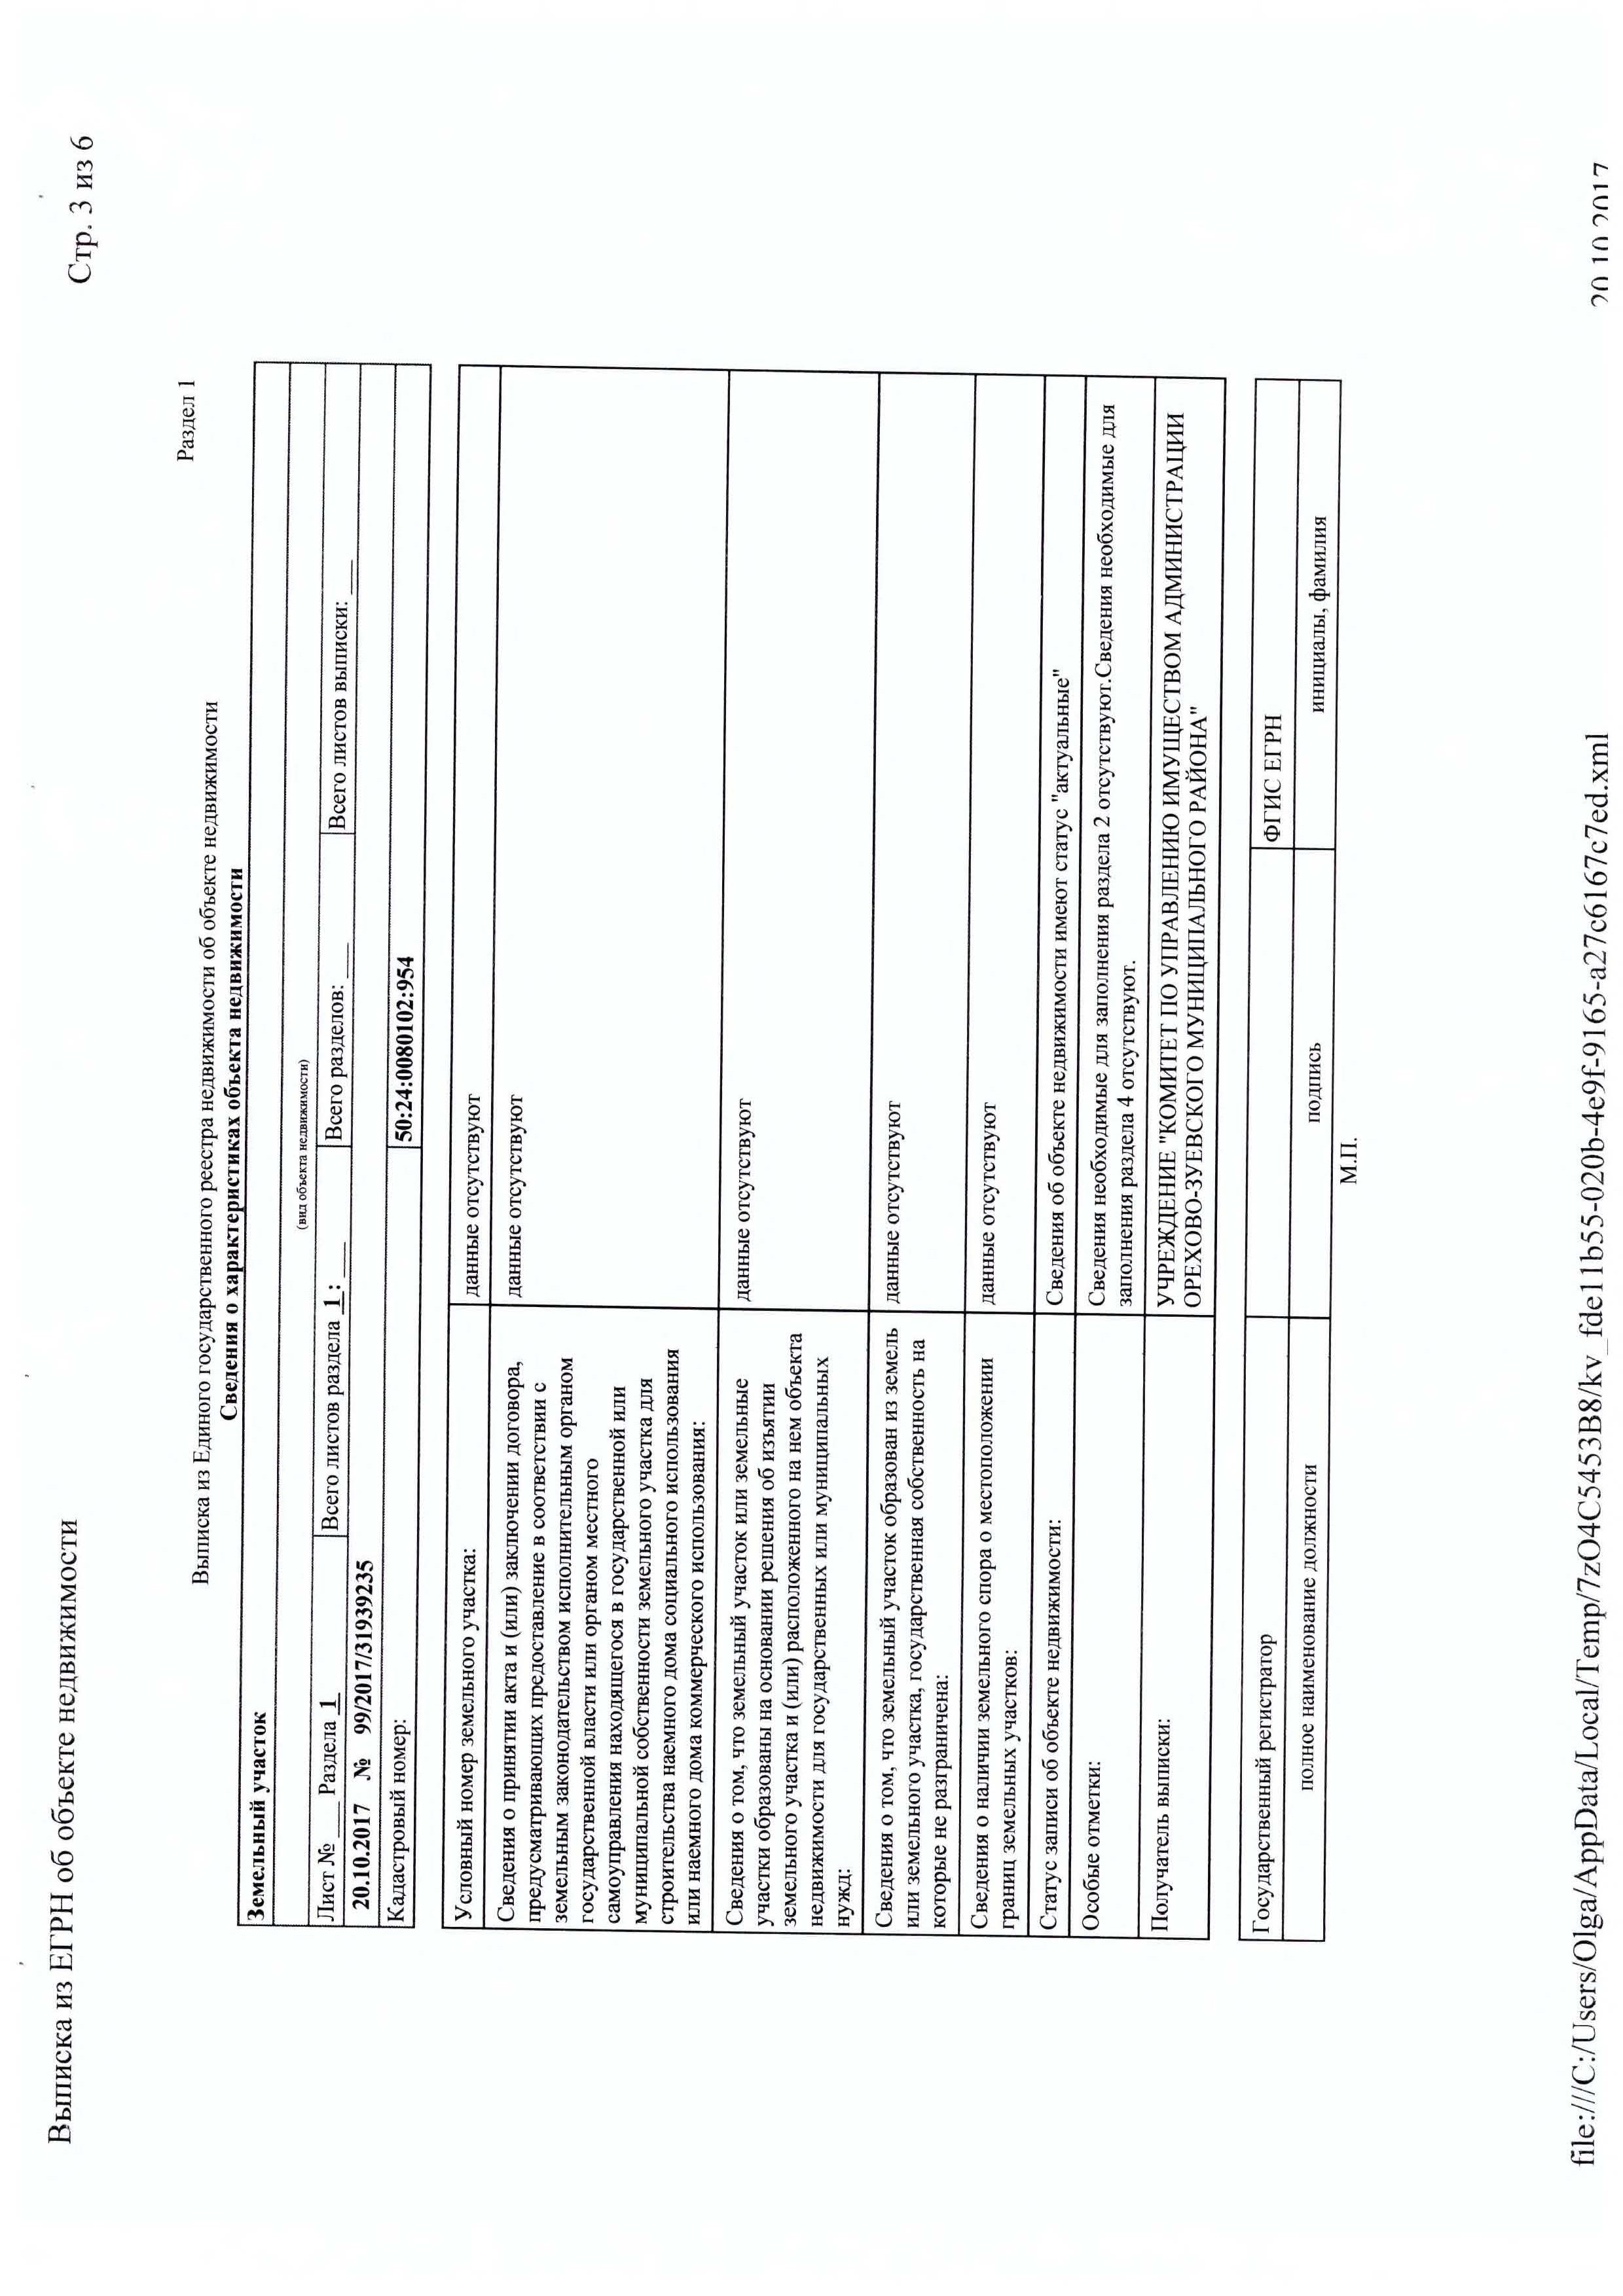 Выписка из ЕГРН об объекте недвижимости
Стр. 3 из 6
Раздел 1
Выписка из Единого государственного реестра недвижимости об объекте недвижимости
Сведения о характеристиках объекта недвижимости
Земельный участок
(вид объекта недвижимости)
Лист № ___ Раздела 1
Всего листов раздела 1 : ___
Всего разделов: ___
Всего листов выписки: ___
20.10.2017 № 99/2017/31939235
Кадастровый номер:
50:24:0080102:954
Условный номер земельного участка:
данные отсутствуют
Сведения о принятии акта и (или) заключении договора,
предусматривающих предоставление в соответствии с
земельным законодательством исполнительным органом
государственной власти или органом местного
самоуправления находящегося в государственной или
муниципальной собственности земельного участка для
строительства наемного дома социального использования
или наемного дома коммерческого использования:
данные отсутствуют
Сведения о том, что земельный участок или земельные
участки образованы на основании решения об изъятии
земельного участка и (или) расположенного на нем объекта
недвижимости для государственных или муниципальных
нужд:
данные отсутствуют
Сведения о том, что земельный участок образован из земель
или земельного участка, государственная собственность на
которые не разграничена:
данные отсутствуют
Сведения о наличии земельного спора о местоположении
границ земельных участков:
данные отсутствуют
Статус записи об объекте недвижимости:
Сведения об объекте недвижимости имеют статус "актуальные"
Особые отметки:
Сведения необходимые для заполнения раздела 2 отсутствуют.Сведения необходимые для
заполнения раздела 4 отсутствуют.
Получатель выписки:
УЧРЕЖДЕНИЕ "КОМИТЕТ ПО УПРАВЛЕНИЮ ИМУЩЕСТВОМ АДМИНИСТРАЦИИ
ОРЕХОВО-ЗУЕВСКОГО МУНИЦИПАЛЬНОГО РАЙОНА"
Государственный регистратор
ФГИС ЕГРН
полное наименование должности
подпись
инициалы, фамилия
М.П.
file:///C:/Users/Olga/AppData/Local/Temp/7zO4C5453B8/kv_fde11b55-020b-4e9f-9165-a27c6167c7ed.xml
20.10.2017